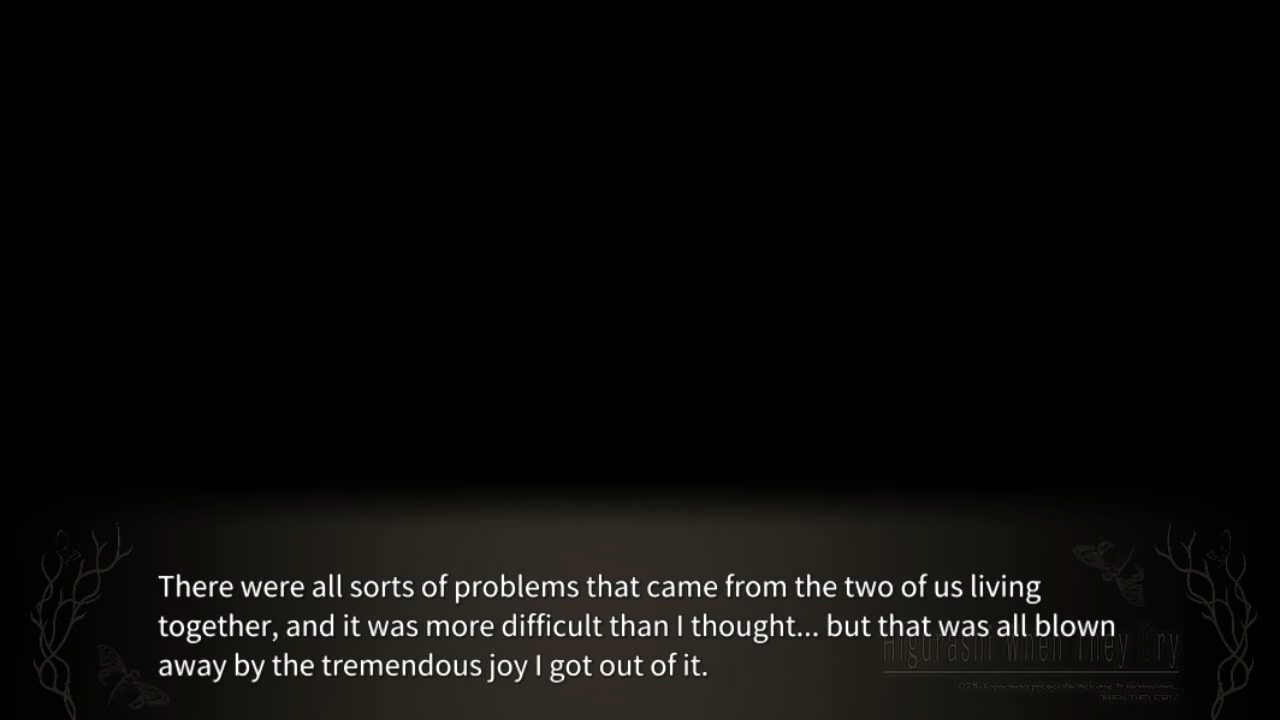 There were all sorts of problems that came from the two of us living
together, and it was more difficult than I thought... but that was all blown
away by the tremendous joy I got out of it.
Higurashi When They Cry